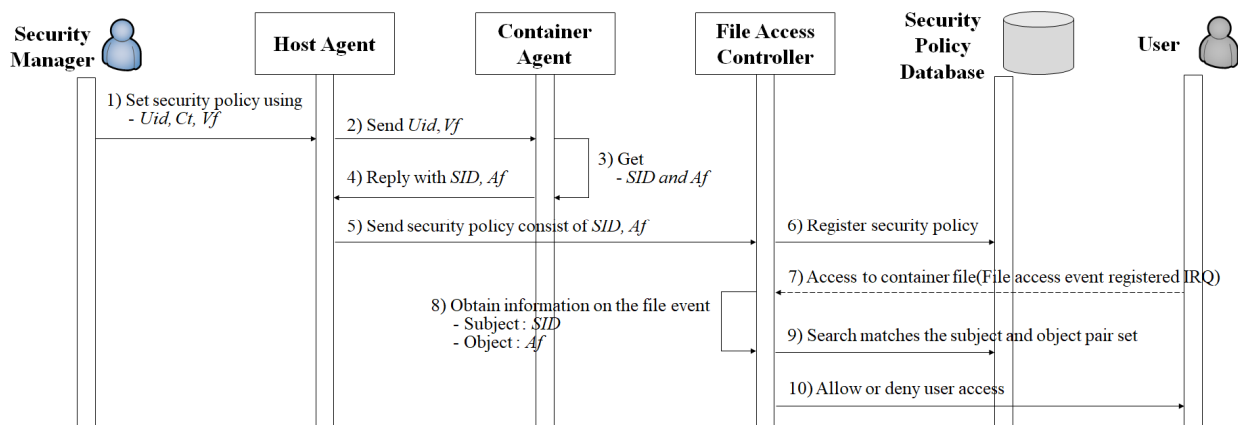 Security
Manager
Host Agent
Container
Agent
File Access
Controller
Security
Policy
Database
User
1) Set security policy using
- Uid, Ct, Vf
2) Send Uid, Vf
3) Get
- SID and Af
4) Reply with SID, Af
5) Send security policy consist of SID, Af
6) Register security policy
7) Access to container file(File access event registered IRQ)
8) Obtain information on the file event
- Subject : SID
- Object : Af
9) Search matches the subject and object pair set
10) Allow or deny user access